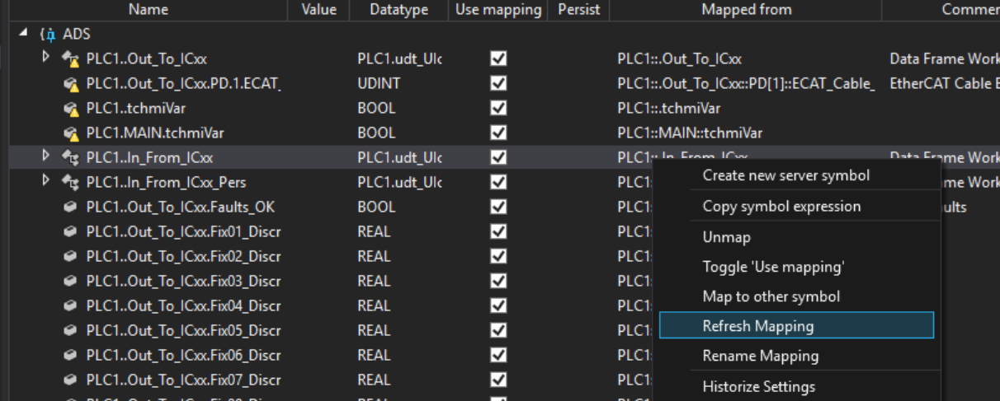 Name Value Datatype Use mapping Persist Mapped from Commer
ADS
PLC1..Out_To_ICxx PLC1.udt_UIc PLC1::.Out_To_ICxx Data Frame Work
PLC1..Out_To_ICxx.PD.1.ECAT_ UDINT PLC1::.Out_To_ICxx::PD[1]::ECAT_Cable_ EtherCAT Cable E
PLC1..tchmiVar BOOL PLC1::.tchmiVar
PLC1.MAIN.tchmiVar BOOL PLC1::MAIN::tchmiVar
PLC1..In_From_ICxx PLC1.udt_UIc PLC1::.In_From_ICxx Data Frame Work
PLC1..In_From_ICxx_Pers PLC1.udt_UIc PLC1: me Work
PLC1..Out_To_ICxx.Faults_OK BOOL PLC1: ults
PLC1..Out_To_ICxx.Fix01_Discr REAL PLC1:
PLC1..Out_To_ICxx.Fix02_Discr REAL PLC1:
PLC1..Out_To_ICxx.Fix03_Discr REAL PLC1:
PLC1..Out_To_ICxx.Fix04_Discr REAL PLC1:
PLC1..Out_To_ICxx.Fix05_Discr REAL PLC1:
PLC1..Out_To_ICxx.Fix06_Discr REAL PLC1:
PLC1..Out_To_ICxx.Fix07_Discr REAL PLC1:
Create new server symbol
Copy symbol expression
Unmap
Toggle 'Use mapping'
Map to other symbol
Refresh Mapping
Rename Mapping
Historize Settings